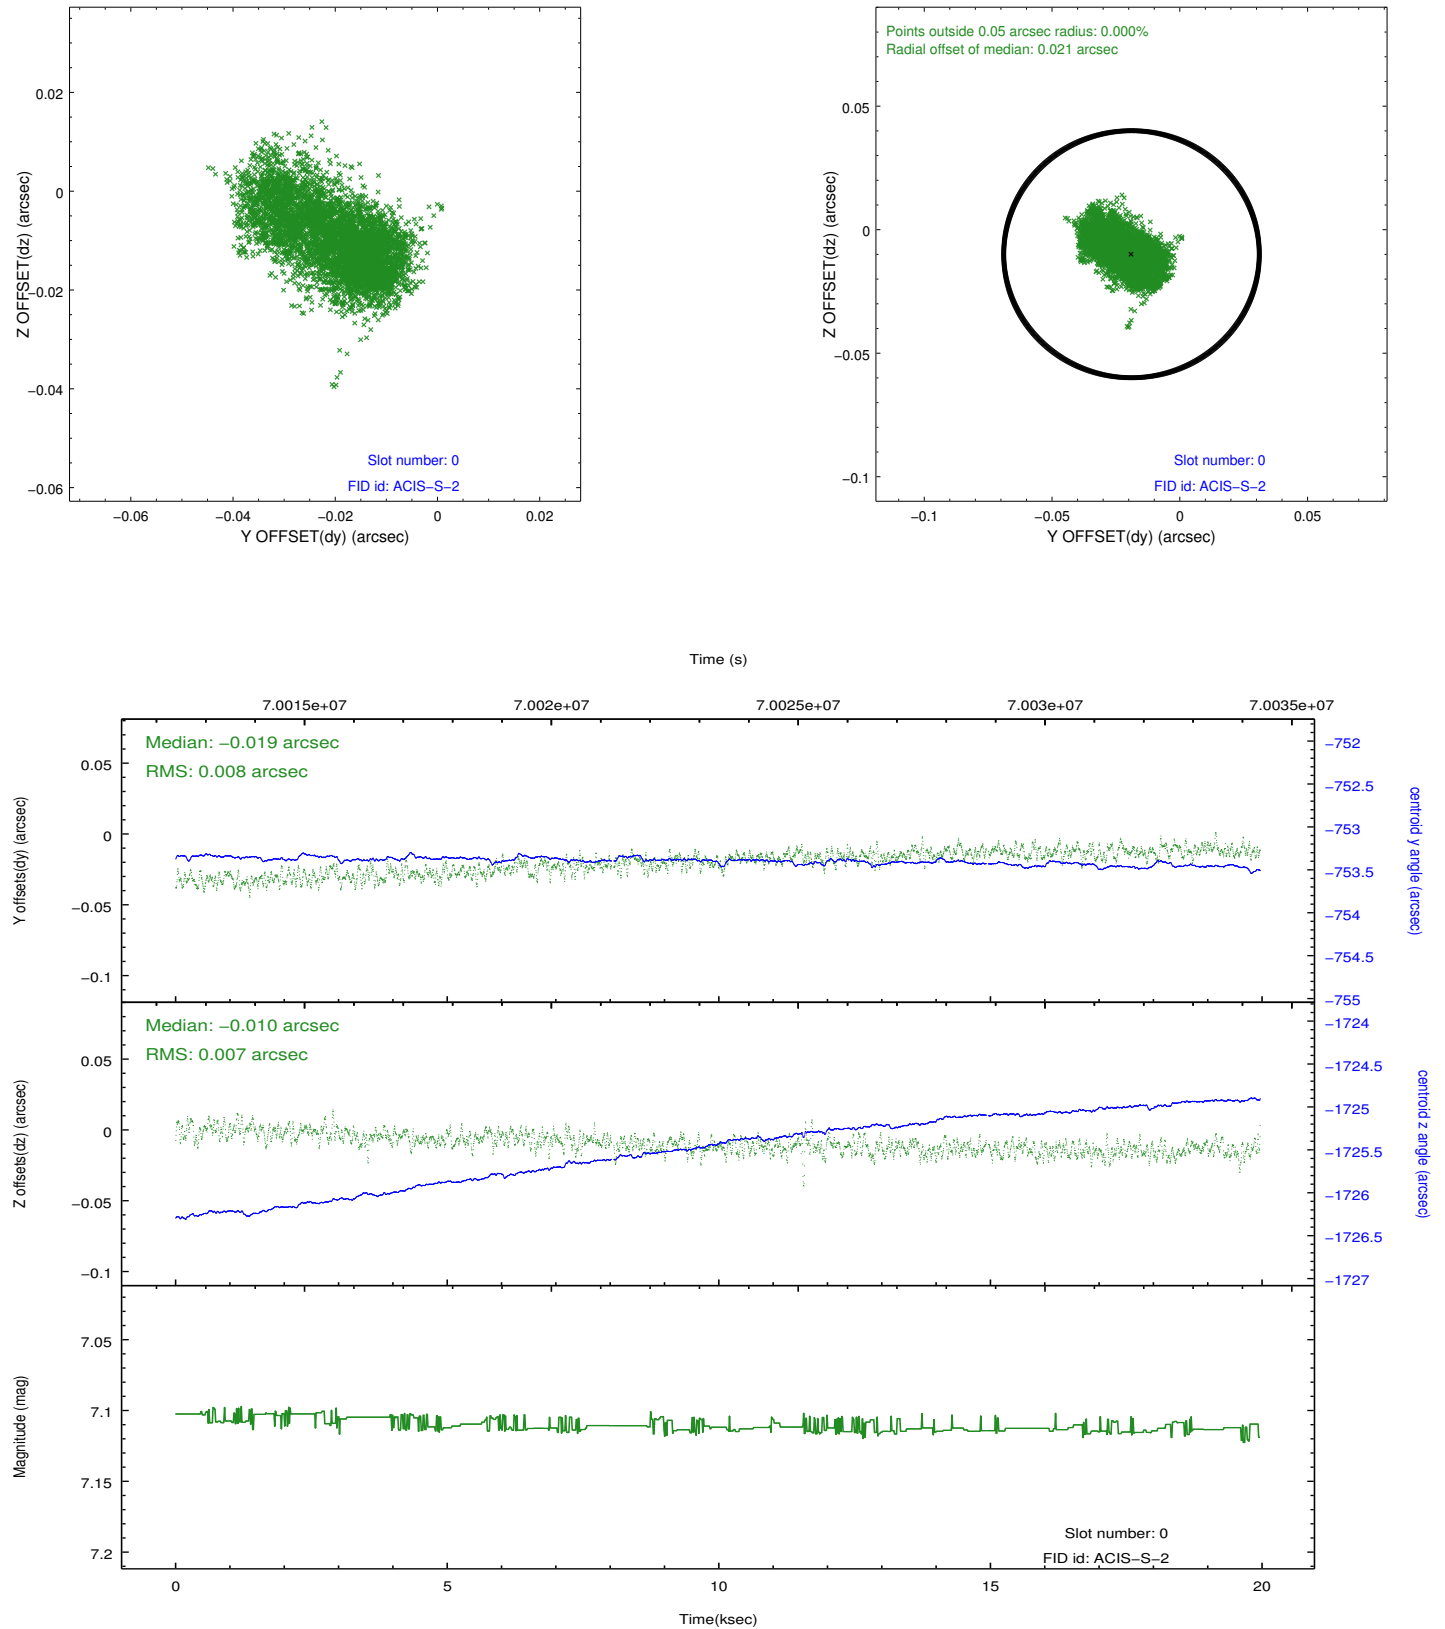 0.02
0
−0.02
−0.04
−0.06
Z OFFSET(dz) (arcsec)
Slot number: 0
FID id: ACIS−S−2
−0.06 −0.04 −0.02 0 0.02
Y OFFSET(dy) (arcsec)
Points outside 0.05 arcsec radius: 0.000%
Radial offset of median: 0.021 arcsec
0.05
0
−0.05
−0.1
Z OFFSET(dz) (arcsec)
Slot number: 0
FID id: ACIS−S−2
−0.1 −0.05 0 0.05
Y OFFSET(dy) (arcsec)
Time (s)
7.0015e+07 7.002e+07 7.0025e+07 7.003e+07 7.0035e+07
Median: −0.019 arcsec
RMS: 0.008 arcsec
0.05
0
−0.05
−0.1
Y offsets(dy) (arcsec)
−752
−752.5
−753
−753.5
−754
−754.5
−755
centroid y angle (arcsec)
Median: −0.010 arcsec
RMS: 0.007 arcsec
0.05
0
−0.05
−0.1
Z offsets(dz) (arcsec)
−1724
−1724.5
−1725
−1725.5
−1726
−1726.5
−1727
centroid z angle (arcsec)
7.05
7.1
7.15
7.2
Magnitude (mag)
Slot number: 0
FID id: ACIS−S−2
0 5 10 15 20
Time(ksec)